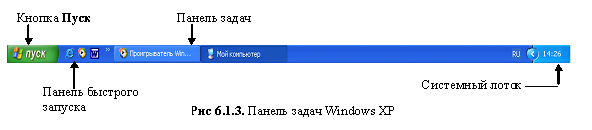 Кнопка Пуск
Панель задач
пуск
W
»
Проигрыватель Win...
Мой компьютер
RU
14:26
Панель быстрого
запуска
Системный лоток
Рис 6.1.3. Панель задач Windows XP